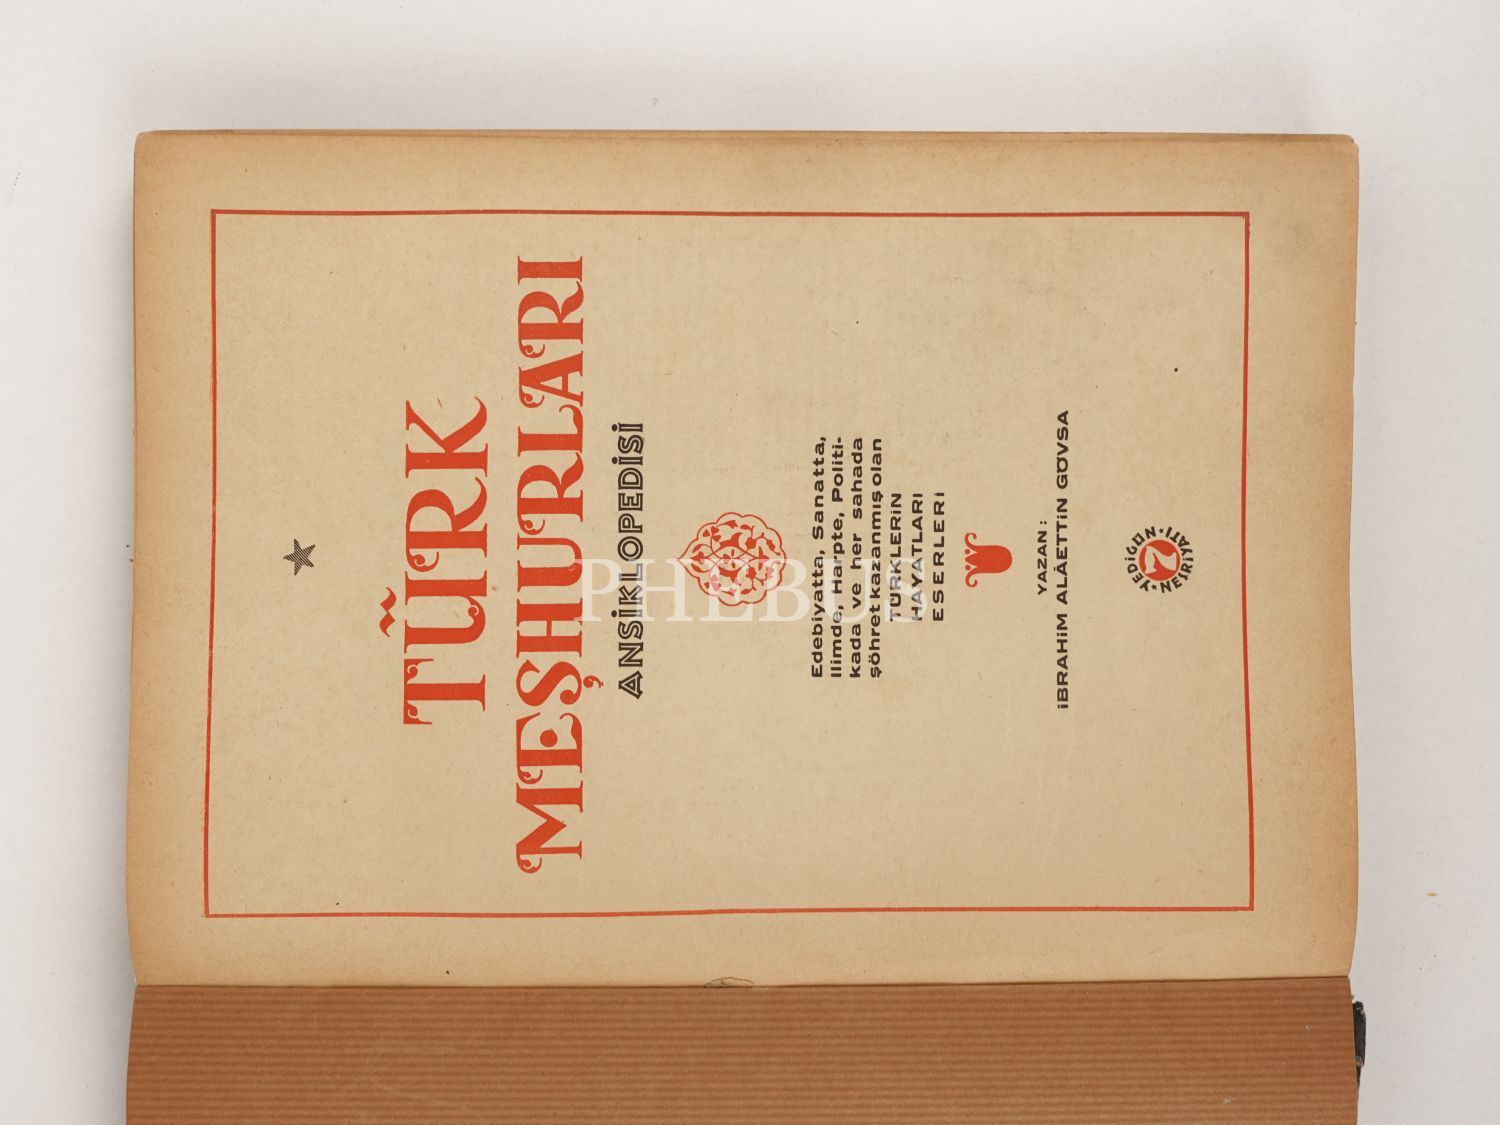 TÜRK
MEŞHURLARI
ANSİKLOPEDİSİ
Edebiyatta, Sanatta,
İlimde, Harpte, Politi-
kada ve her sahada
şöhret kazanmış olan
TÜRKLERİN
HAYATLARI
ESERLERİ
YAZAN :
İBRAHİM ALÂETTİN GÖVSA
YEDİGÜN
7
NEŞRİYATI
PHEBUS